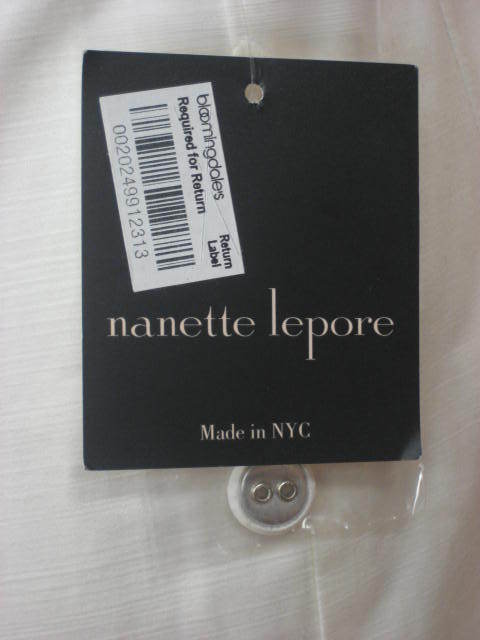 bloomingdale's
Required for Return
Return
Label
0020249912313
nanette lepore
Made in NYC